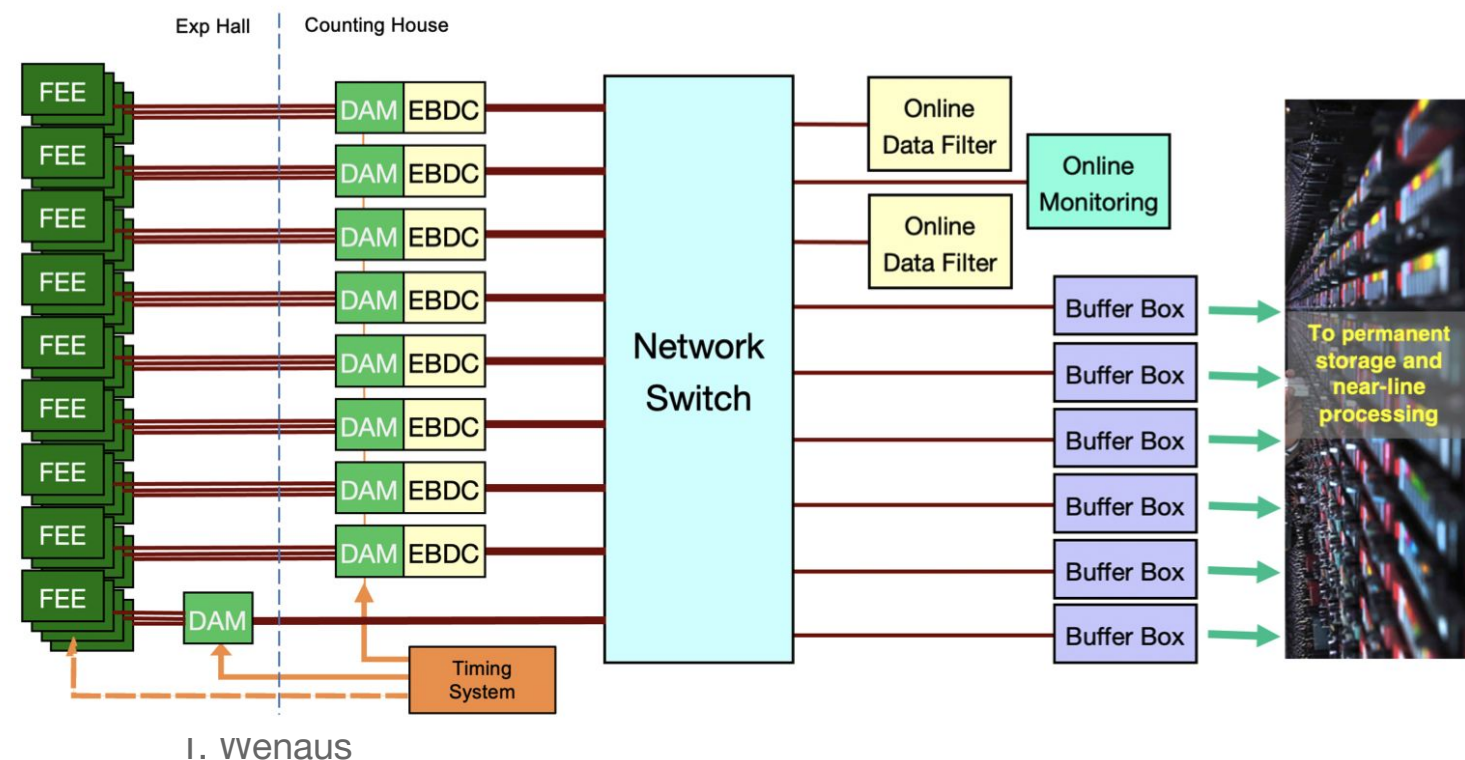 Exp Hall
Counting House
FEE
FEE
FEE
FEE
FEE
FEE
FEE
FEE
FEE
DAM EBDC
DAM EBDC
DAM EBDC
DAM EBDC
DAM EBDC
DAM EBDC
DAM EBDC
DAM EBDC
DAM
Timing
System
Network
Switch
Online
Data Filter
Online
Monitoring
Online
Data Filter
Buffer Box
Buffer Box
Buffer Box
Buffer Box
Buffer Box
Buffer Box
To permanent
storage and
near-line
processing
T. Wenaus